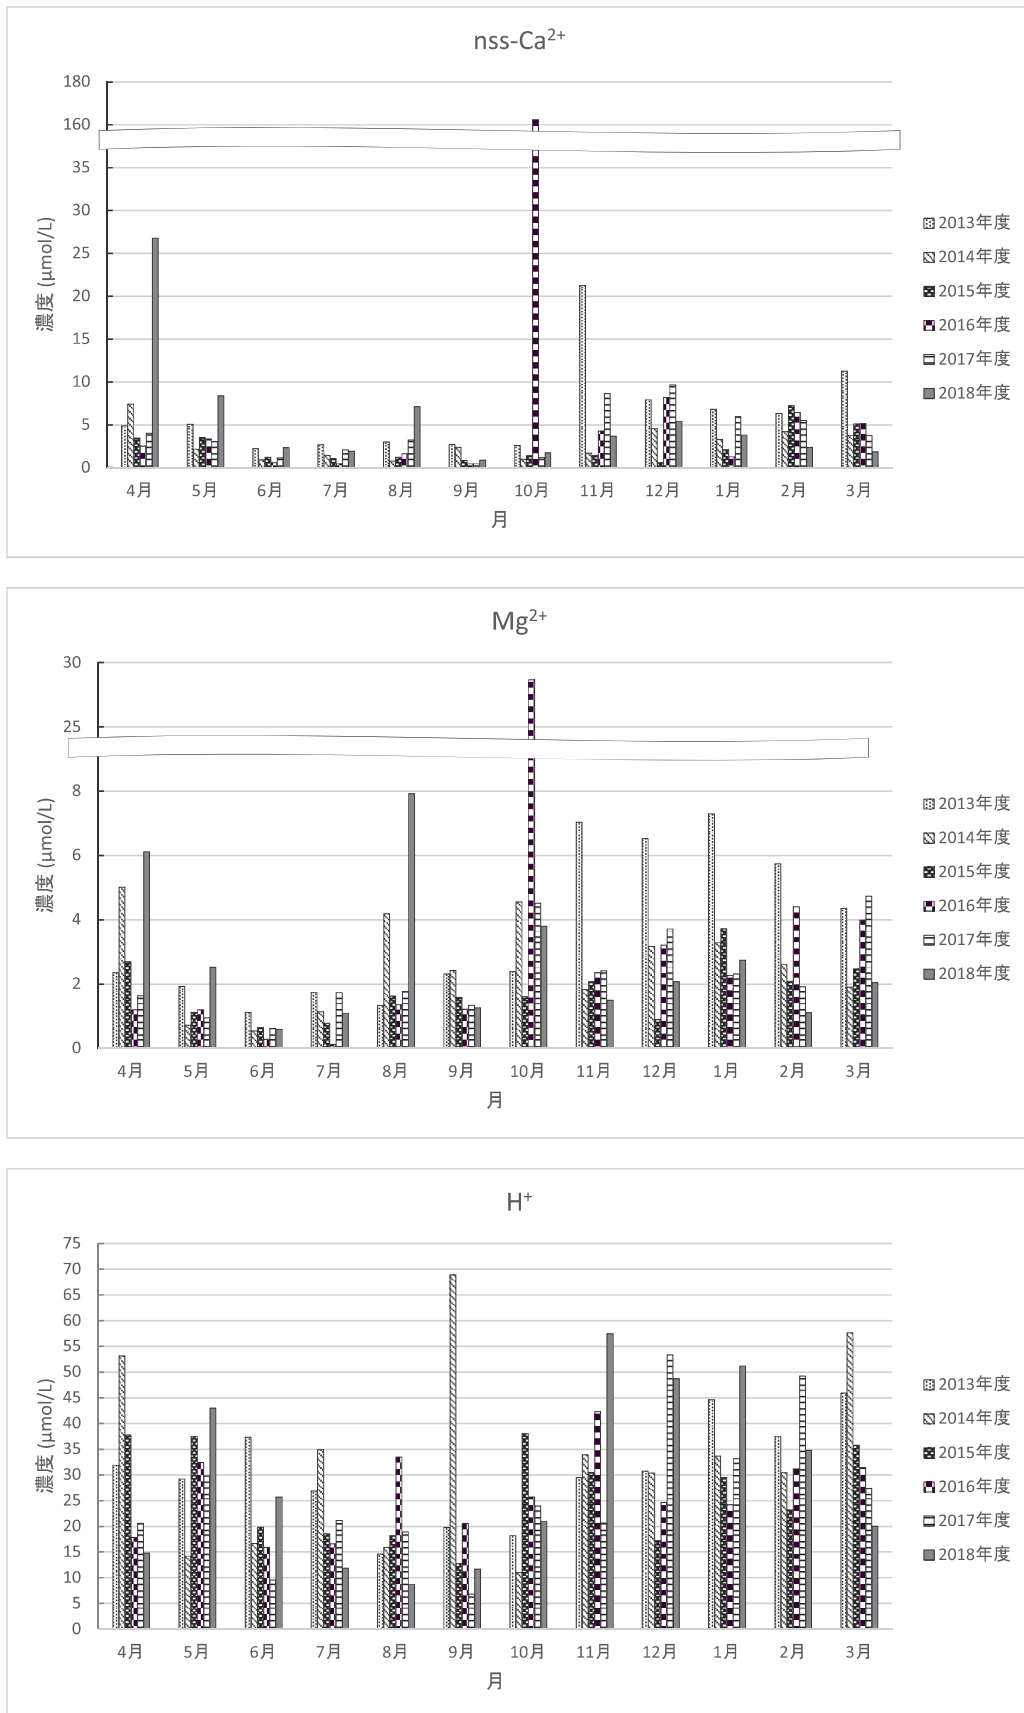 nss-Ca²⁺
180
160
35
30
25
20
15
10
5
0
濃度 (μmol/L)
4月 5月 6月 7月 8月 9月 10月 11月 12月 1月 2月 3月
月
2013年度
2014年度
2015年度
2016年度
2017年度
2018年度
Mg²⁺
30
25
8
6
4
2
0
濃度 (μmol/L)
4月 5月 6月 7月 8月 9月 10月 11月 12月 1月 2月 3月
月
2013年度
2014年度
2015年度
2016年度
2017年度
2018年度
H⁺
75
70
65
60
55
50
45
40
35
30
25
20
15
10
5
0
濃度 (μmol/L)
4月 5月 6月 7月 8月 9月 10月 11月 12月 1月 2月 3月
月
2013年度
2014年度
2015年度
2016年度
2017年度
2018年度